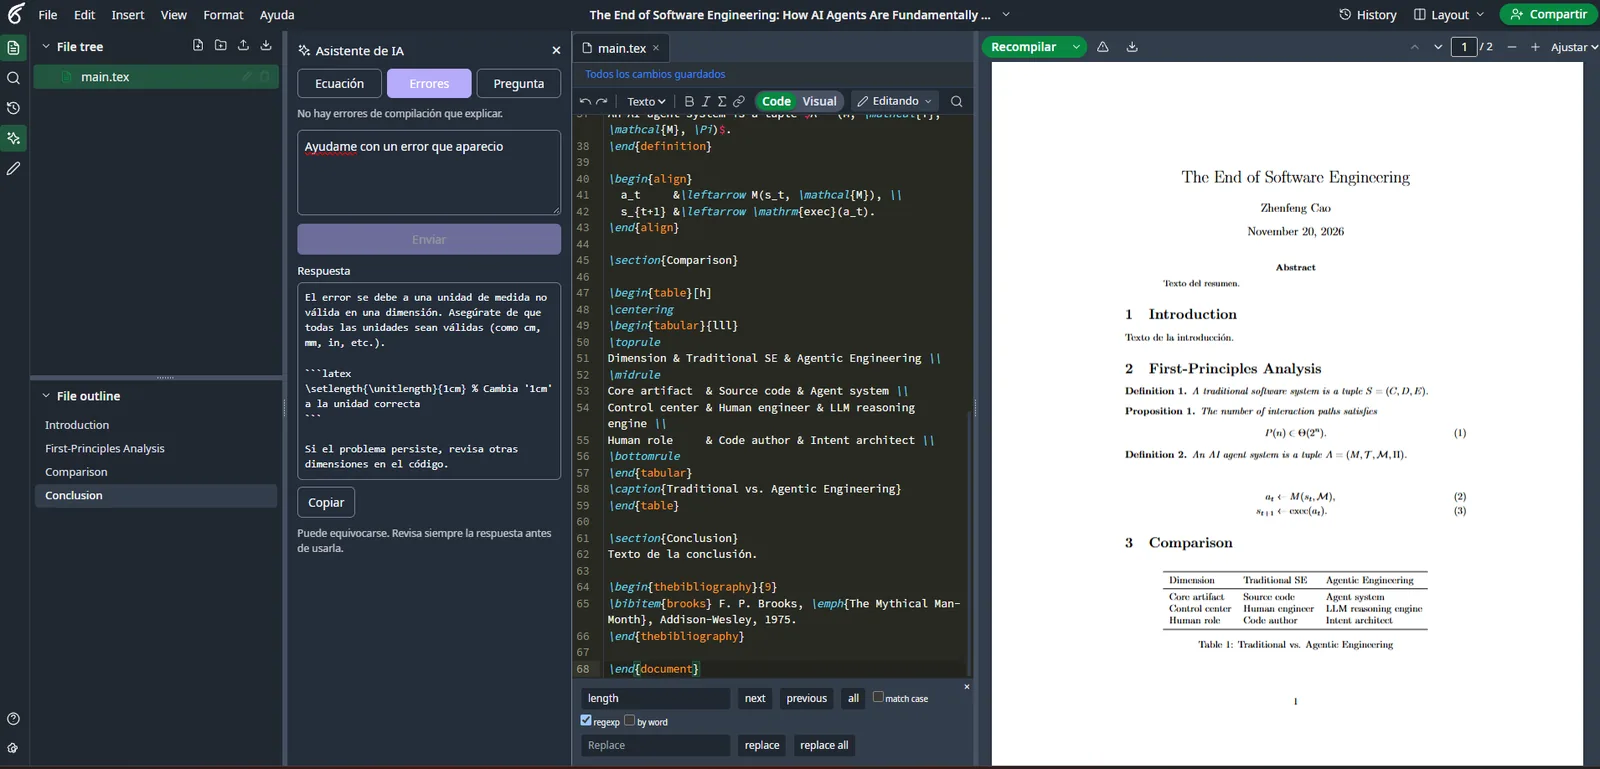 File Edit Insert View Format Ayuda
The End of Software Engineering: How AI Agents Are Fundamentally ...
History Layout Compartir
File tree
main.tex
File outline
Introduction
First-Principles Analysis
Comparison
Conclusion
Asistente de IA
Ecuación Errores Pregunta
No hay errores de compilación que explicar.
Ayudame con un error que aparecio
Enviar
Respuesta
El error se debe a una unidad de medida no
válida en una dimensión. Asegúrate de que
todas las unidades sean válidas (como cm,
mm, in, etc.).
```latex
\setlength{\unitlength}{1cm} % Cambia '1cm'
a la unidad correcta
```
Si el problema persiste, revisa otras
dimensiones en el código.
Copiar
Puede equivocarse. Revisa siempre la respuesta antes
de usarla.
main.tex
Todos los cambios guardados
Texto B I Σ Code Visual Editando
\mathcal{M}, \Pi)$.
38 \end{definition}
39
40 \begin{align}
41 a_t &\leftarrow M(s_t, \mathcal{M}), \\
42 s_{t+1} &\leftarrow \mathrm{exec}(a_t).
43 \end{align}
44
45 \section{Comparison}
46
47 \begin{table}[h]
48 \centering
49 \begin{tabular}{lll}
50 \toprule
51 Dimension & Traditional SE & Agentic Engineering \\
52 \midrule
53 Core artifact & Source code & Agent system \\
54 Control center & Human engineer & LLM reasoning
engine \\
55 Human role & Code author & Intent architect \\
56 \bottomrule
57 \end{tabular}
58 \caption{Traditional vs. Agentic Engineering}
59 \end{table}
60
61 \section{Conclusion}
62 Texto de la conclusión.
63
64 \begin{thebibliography}{9}
65 \bibitem{brooks} F. P. Brooks, \emph{The Mythical Man-
Month}, Addison-Wesley, 1975.
66 \end{thebibliography}
67
68 \end{document}
length next previous all match case
regexp by word
Replace replace replace all
Recompilar 1 / 2 Ajustar
The End of Software Engineering
Zhenfeng Cao
November 20, 2026
Abstract
Texto del resumen.
1 Introduction
Texto de la introducción.
2 First-Principles Analysis
Definition 1. A traditional software system is a tuple S = (C, D, E).
Proposition 1. The number of interaction paths satisfies
P(n) ∈ Θ(2ⁿ). (1)
Definition 2. An AI agent system is a tuple A = (M, T, M, Π).
aₜ ← M(sₜ, M), (2)
sₜ₊₁ ← exec(aₜ). (3)
3 Comparison
Dimension Traditional SE Agentic Engineering
Core artifact Source code Agent system
Control center Human engineer LLM reasoning engine
Human role Code author Intent architect
Table 1: Traditional vs. Agentic Engineering
1